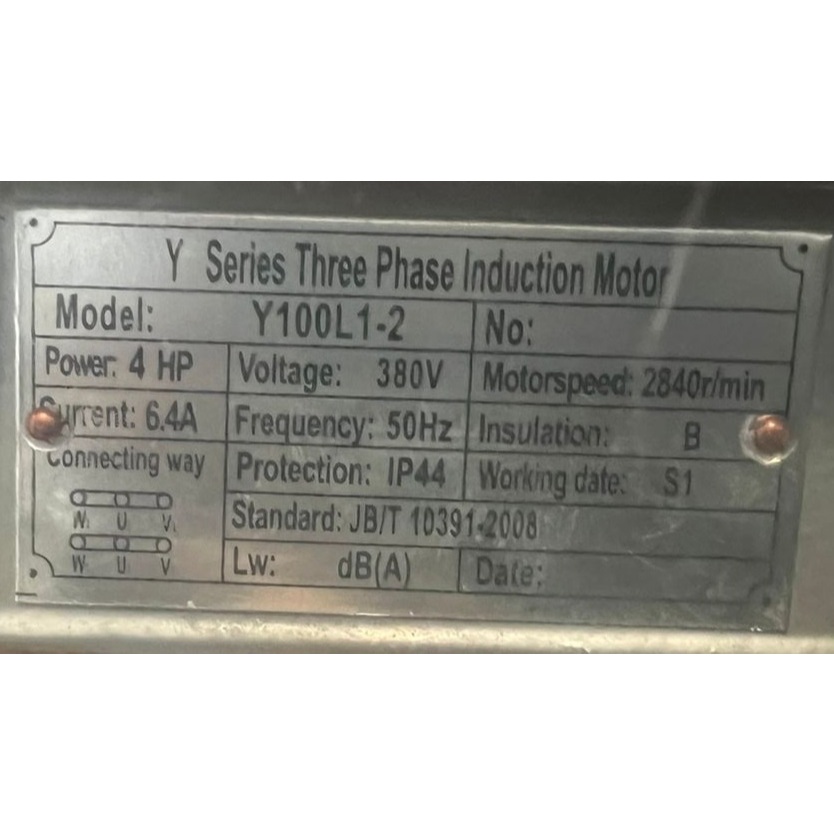 Y Series Three Phase Induction Motor
Model: Y100L1-2 No:
Power: 4 HP Voltage: 380V Motorspeed: 2840r/min
Current: 6.4A Frequency: 50Hz Insulation: B
Connecting way Protection: IP44 Working date: S1
U V
Standard: JB/T 10391-2008
W U V
Lw: dB(A) Date: